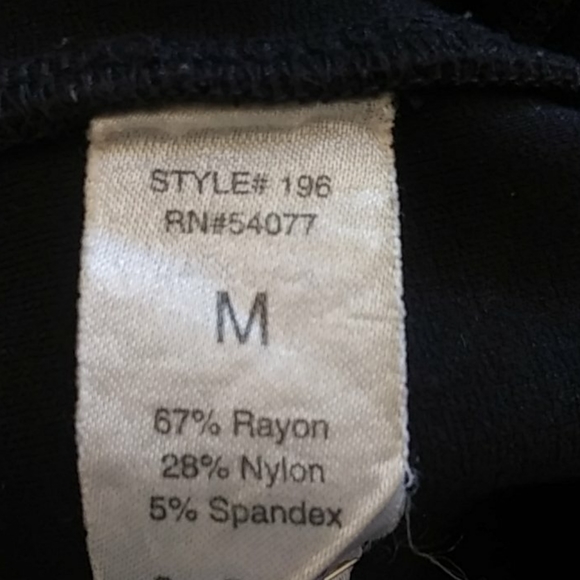 STYLE# 196
RN#54077
M
67% Rayon
28% Nylon
5% Spandex